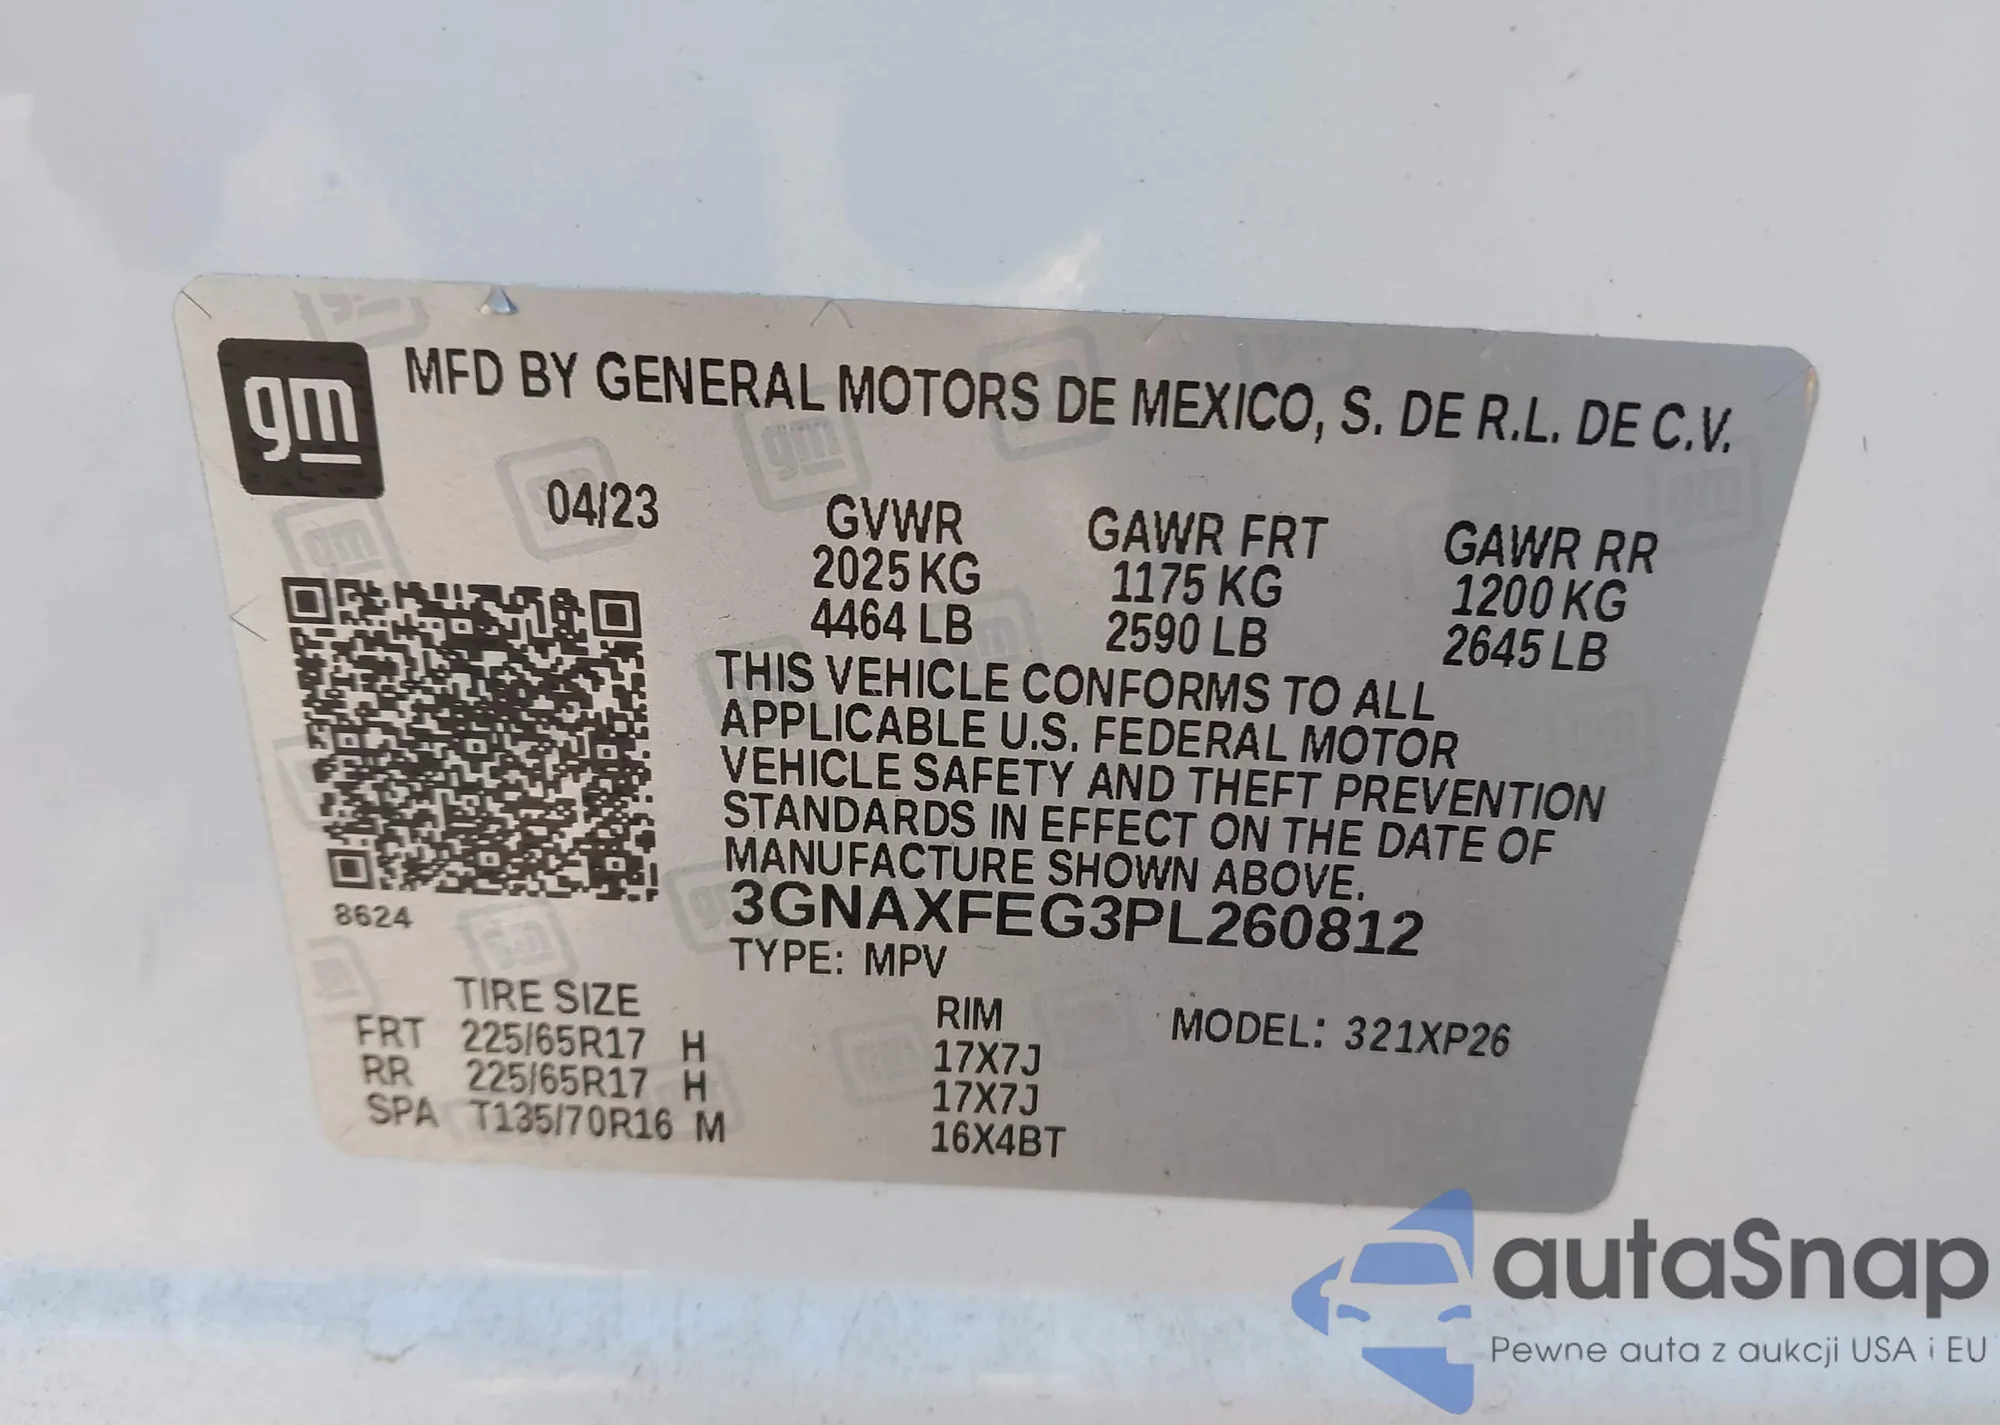 gm
MFD BY GENERAL MOTORS DE MEXICO, S. DE R.L. DE C.V.
04/23
GVWR GAWR FRT GAWR RR
2025 KG 1175 KG 1200 KG
4464 LB 2590 LB 2645 LB
THIS VEHICLE CONFORMS TO ALL
APPLICABLE U.S. FEDERAL MOTOR
VEHICLE SAFETY AND THEFT PREVENTION
STANDARDS IN EFFECT ON THE DATE OF
MANUFACTURE SHOWN ABOVE.
3GNAXFEG3PL260812
8624
TYPE: MPV
TIRE SIZE RIM MODEL: 321XP26
FRT 225/65R17 H 17X7J
RR 225/65R17 H 17X7J
SPA T135/70R16 M 16X4BT
autaSnap
Pewne auta z aukcji USA i EU